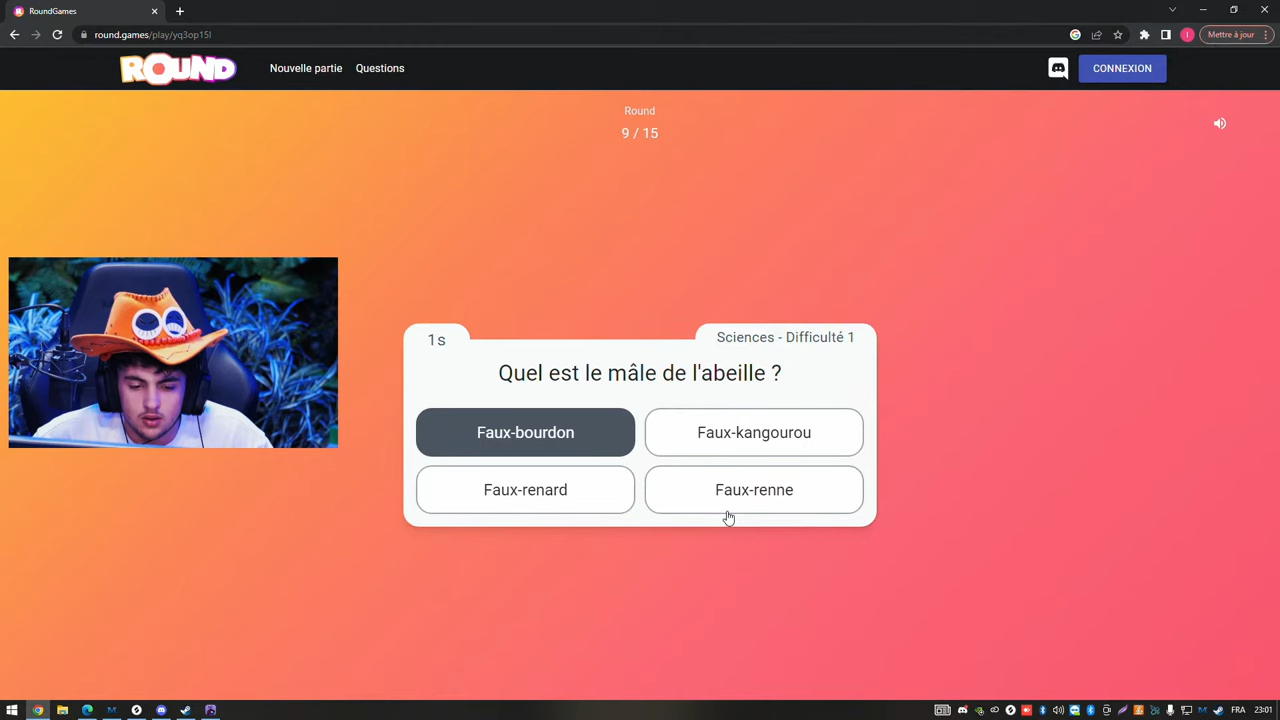 RoundGames
round.games/play/yq3op15l
Mettre à jour
ROUND
Nouvelle partie
Questions
CONNEXION
Round
9 / 15
1s
Sciences - Difficulté 1
Quel est le mâle de l'abeille ?
Faux-bourdon
Faux-kangourou
Faux-renard
Faux-renne
FRA
23:01